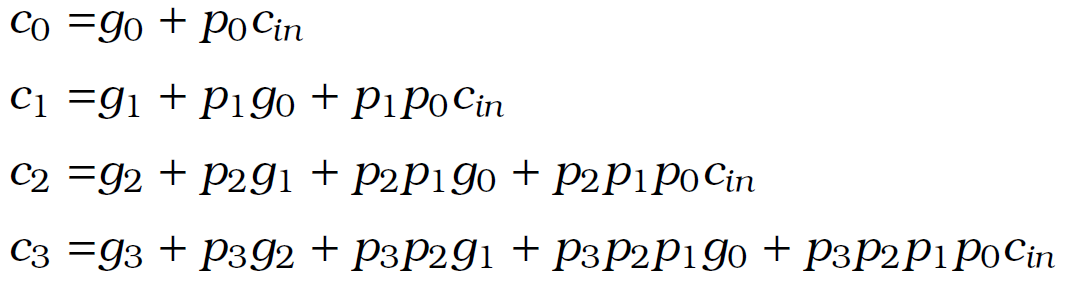 c₀ =g₀ + p₀cᵢₙ
c₁ =g₁ + p₁g₀ + p₁p₀cᵢₙ
c₂ =g₂ + p₂g₁ + p₂p₁g₀ + p₂p₁p₀cᵢₙ
c₃ =g₃ + p₃g₂ + p₃p₂g₁ + p₃p₂p₁g₀ + p₃p₂p₁p₀cᵢₙ